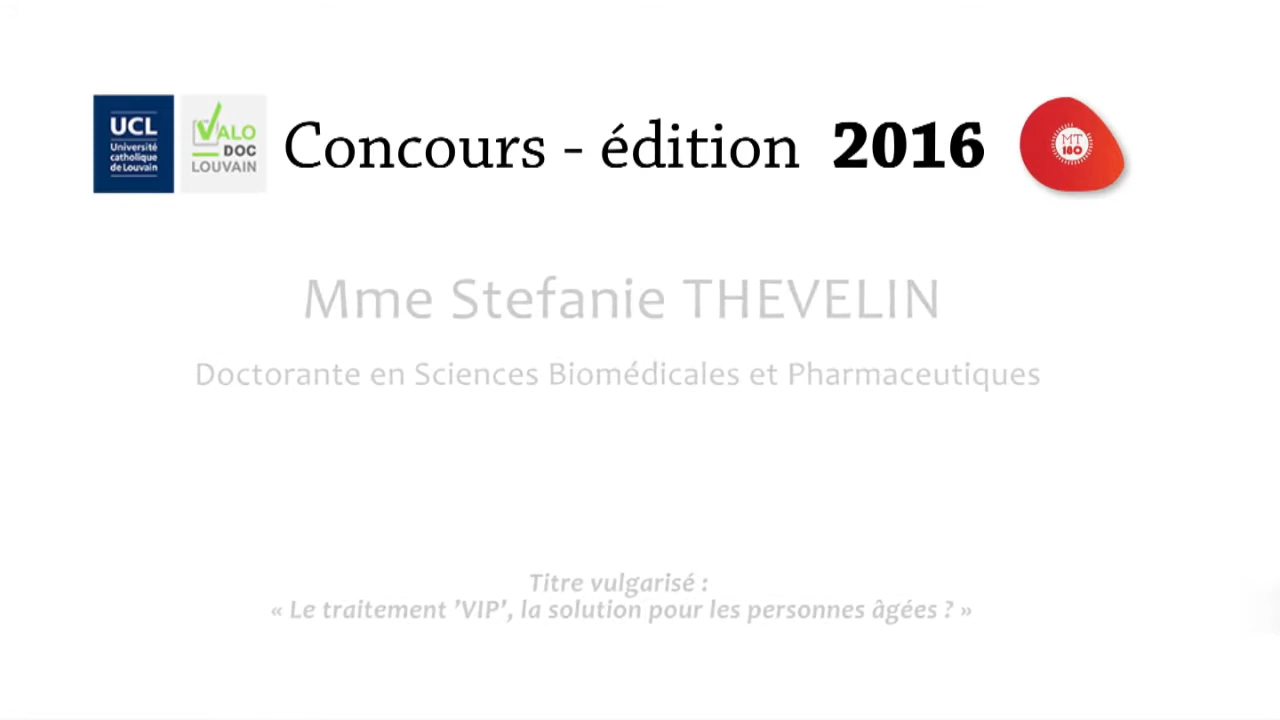 UCL
Université
catholique
de Louvain
VALO
DOC
LOUVAIN
Concours - édition 2016
MT
180
Mme Stefanie THEVELIN
Doctorante en Sciences Biomédicales et Pharmaceutiques
Titre vulgarisé :
« Le traitement 'VIP', la solution pour les personnes âgées ? »